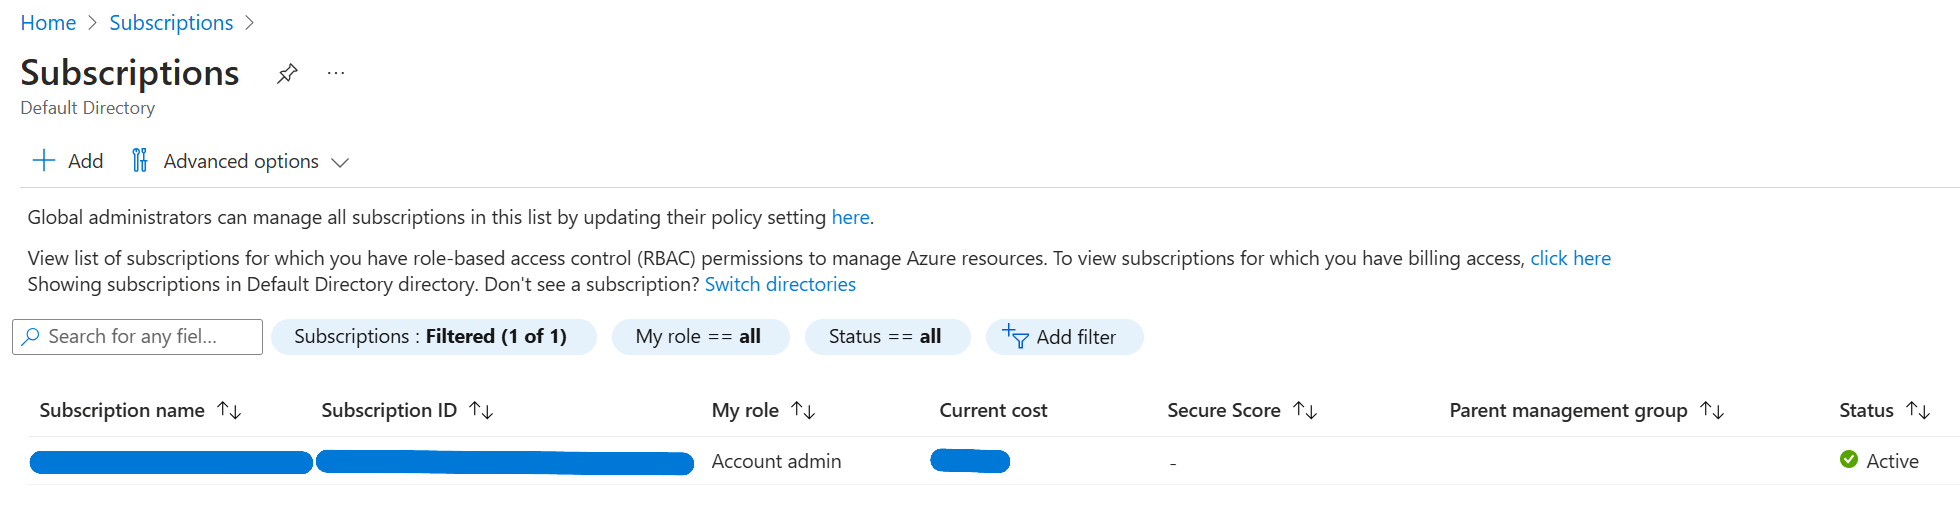 Home > Subscriptions >
Subscriptions ...
Default Directory
Add Advanced options
Global administrators can manage all subscriptions in this list by updating their policy setting here.
View list of subscriptions for which you have role-based access control (RBAC) permissions to manage Azure resources. To view subscriptions for which you have billing access, click here
Showing subscriptions in Default Directory directory. Don't see a subscription? Switch directories
Search for any fiel... Subscriptions : Filtered (1 of 1) My role == all Status == all Add filter
Subscription name Subscription ID My role Current cost Secure Score Parent management group Status
Account admin - Active